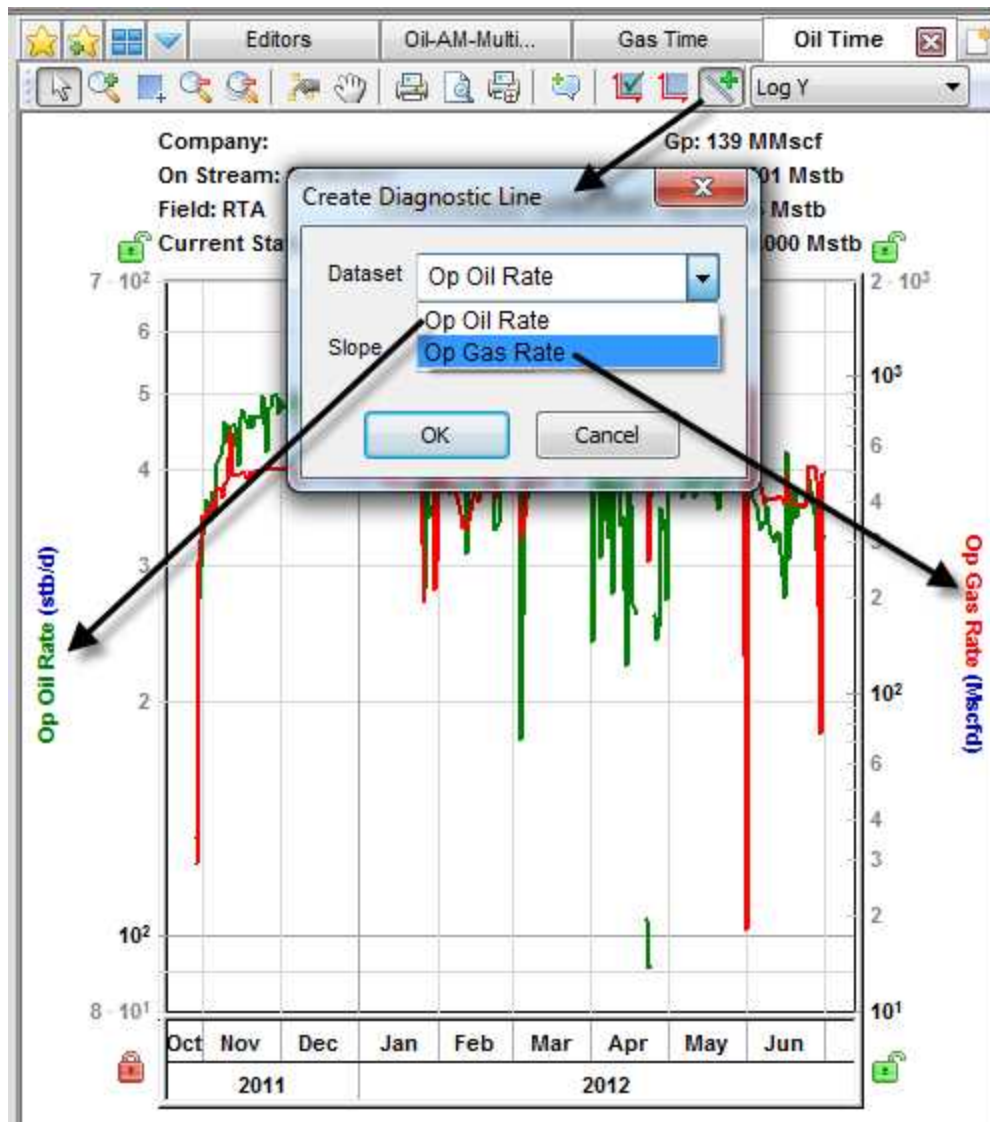 Editors
Oil-AM-Multi...
Gas Time
Oil Time
Log Y
Company:
Gp: 139 MMscf
On Stream:
01 Mstb
Field: RTA
Mstb
Current Sta
000 Mstb
Create Diagnostic Line
Dataset
Op Oil Rate
Op Oil Rate
Op Gas Rate
Slope
OK
Cancel
7 · 10²
6
5
4
3
2
10²
8 · 10¹
Op Oil Rate (stb/d)
2 · 10³
10³
6
4
3
2
10²
6
4
3
2
10¹
Op Gas Rate (Mscfd)
Oct Nov Dec Jan Feb Mar Apr May Jun
2011 2012